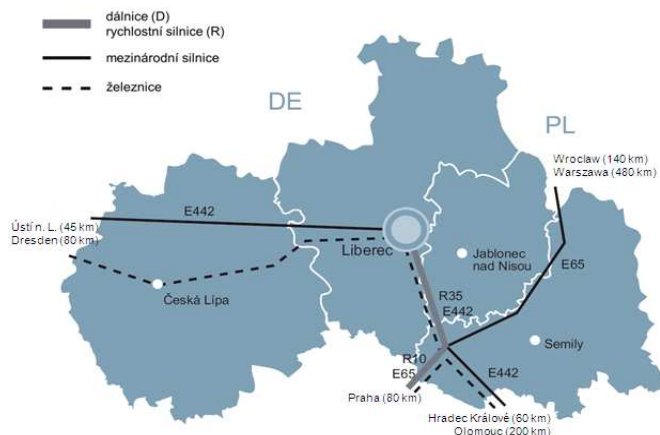 dálnice (D)
rychlostní silnice (R)
mezinárodní silnice
železnice
DE
PL
Wroclaw (140 km)
Warszawa (480 km)
E442
Ústí n. L. (45 km)
Dresden (80 km)
Liberec
Jablonec
nad Nisou
E65
Česká Lípa
R35
E442
Semily
R10
E65
E442
Praha (80 km)
Hradec Králové (60 km)
Olomouc (200 km)